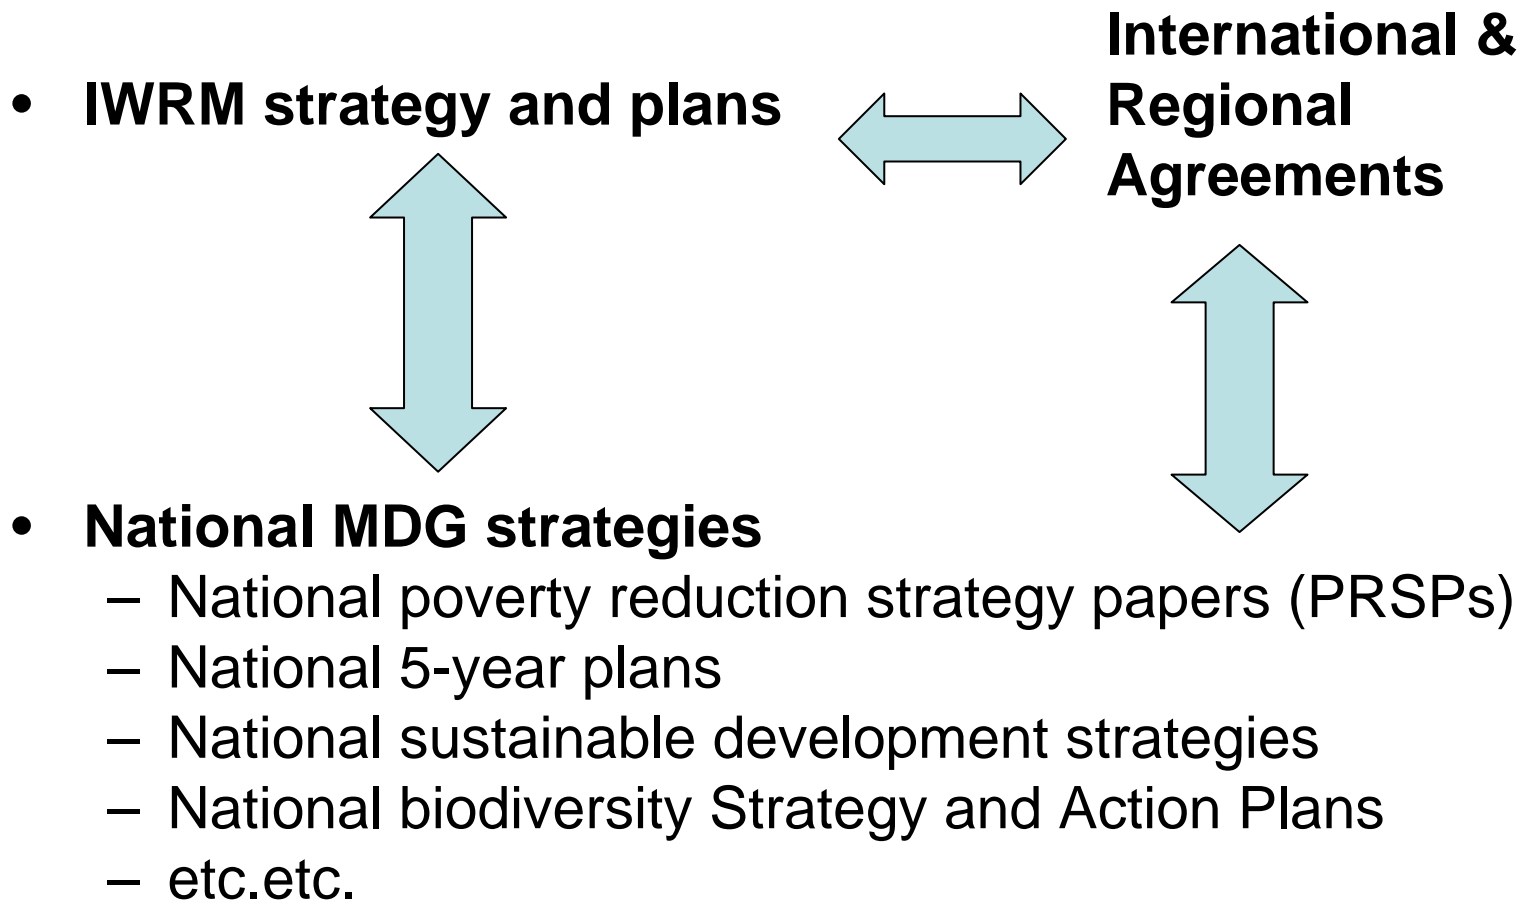 • IWRM strategy and plans
International &
Regional
Agreements
• National MDG strategies
– National poverty reduction strategy papers (PRSPs)
– National 5-year plans
– National sustainable development strategies
– National biodiversity Strategy and Action Plans
– etc.etc.